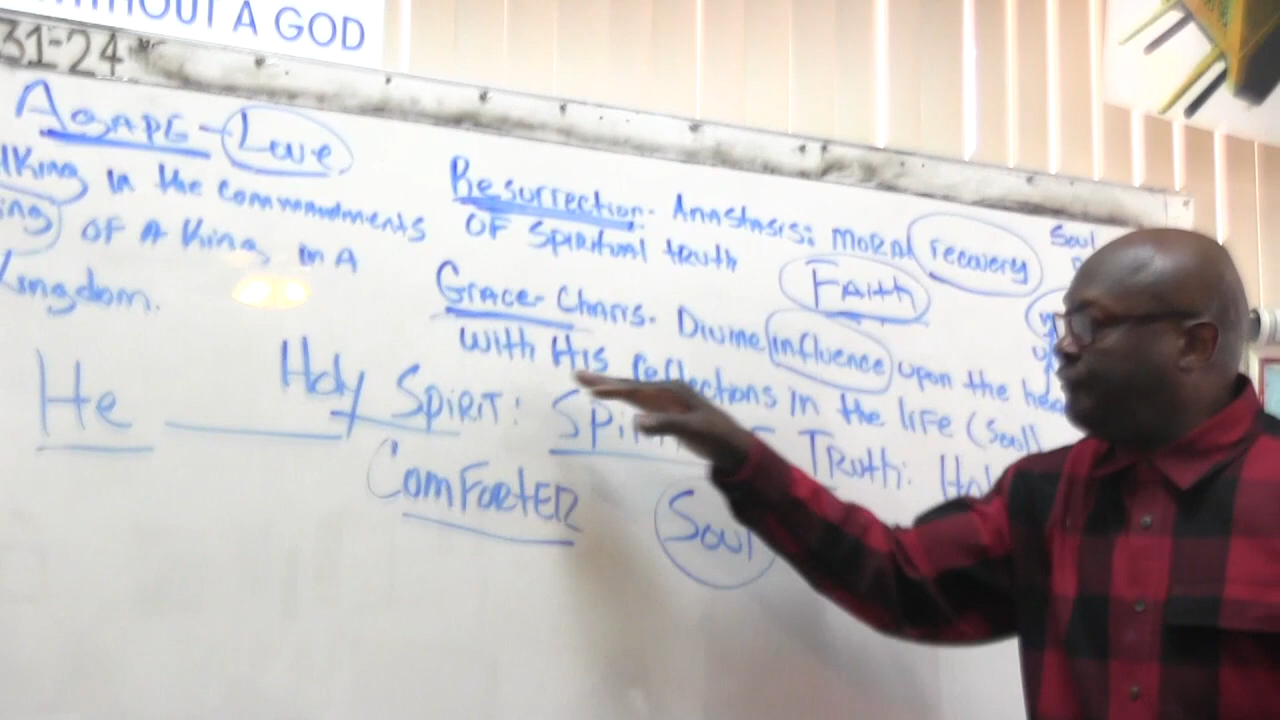 WITHOUT A GOD
31-24
AGAPE - Love
lking in the commandments
ing OF A King in A
Kingdom.
Resurrection- Anastasis: MORAL recovery
OF Spiritual truth
FAith
Grace- Charis- Divine influence upon the hea
with His reflections in the life (Soul)
Soul
He
Holy SpiRiT: SPiRi TRuth: Hol
ComFoRTER
Soul